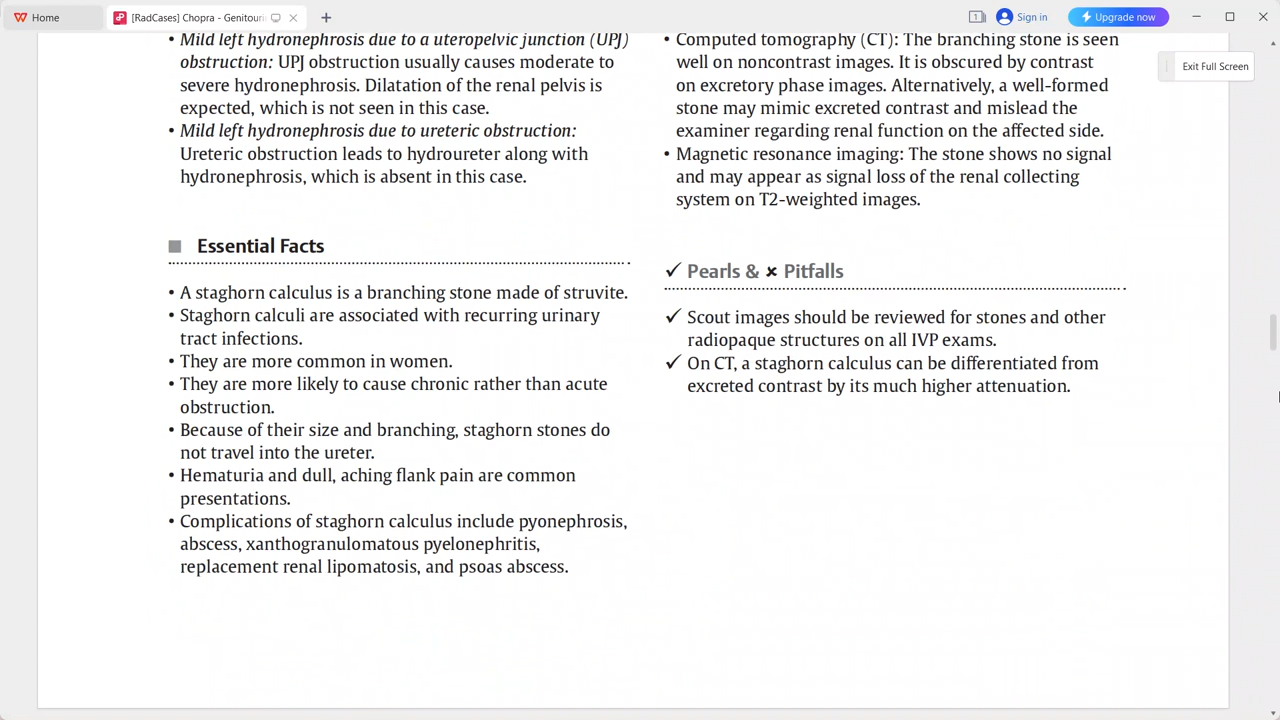 Home
[RadCases] Chopra - Genitouri
1
Sign in
Upgrade now
Exit Full Screen
• Mild left hydronephrosis due to a uteropelvic junction (UPJ)
obstruction: UPJ obstruction usually causes moderate to
severe hydronephrosis. Dilatation of the renal pelvis is
expected, which is not seen in this case.
• Mild left hydronephrosis due to ureteric obstruction:
Ureteric obstruction leads to hydroureter along with
hydronephrosis, which is absent in this case.
Essential Facts
• A staghorn calculus is a branching stone made of struvite.
• Staghorn calculi are associated with recurring urinary
tract infections.
• They are more common in women.
• They are more likely to cause chronic rather than acute
obstruction.
• Because of their size and branching, staghorn stones do
not travel into the ureter.
• Hematuria and dull, aching flank pain are common
presentations.
• Complications of staghorn calculus include pyonephrosis,
abscess, xanthogranulomatous pyelonephritis,
replacement renal lipomatosis, and psoas abscess.
• Computed tomography (CT): The branching stone is seen
well on noncontrast images. It is obscured by contrast
on excretory phase images. Alternatively, a well-formed
stone may mimic excreted contrast and mislead the
examiner regarding renal function on the affected side.
• Magnetic resonance imaging: The stone shows no signal
and may appear as signal loss of the renal collecting
system on T2-weighted images.
✓ Pearls & ✘ Pitfalls
✓ Scout images should be reviewed for stones and other
radiopaque structures on all IVP exams.
✓ On CT, a staghorn calculus can be differentiated from
excreted contrast by its much higher attenuation.